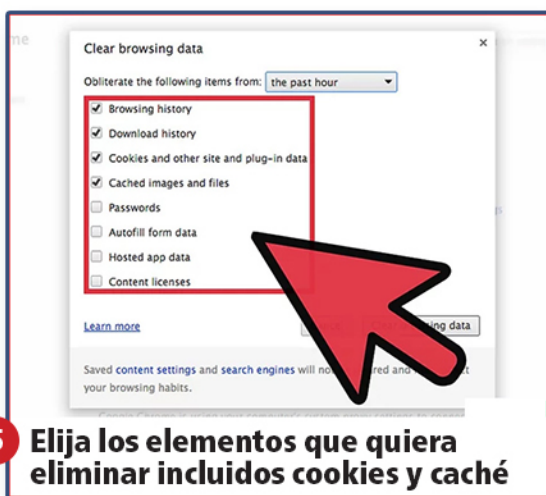 Clear browsing data
×
Obliterate the following items from: the past hour
Browsing history
Download history
Cookies and other site and plug-in data
Cached images and files
Passwords
Autofill form data
Hosted app data
Content licenses
Learn more
data
Saved content settings and search engines will
your browsing habits.
Elija los elementos que quiera
eliminar incluidos cookies y caché